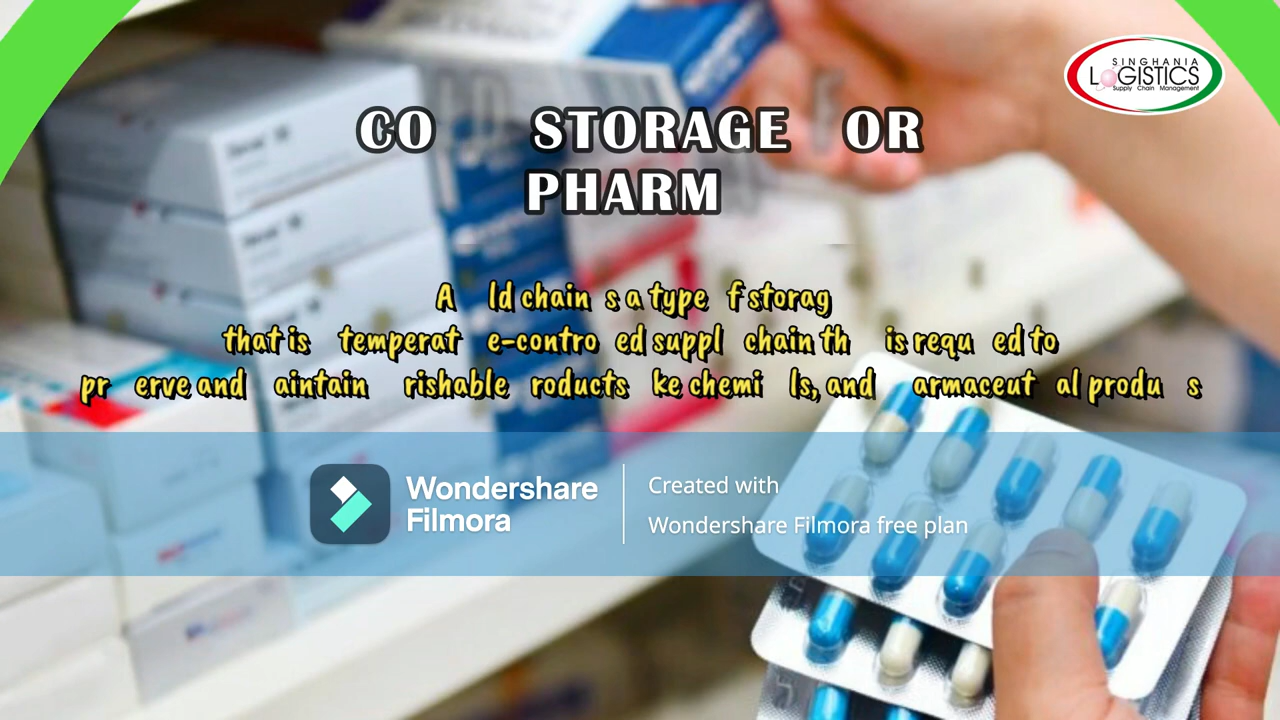 SINGHANIA
LOGISTICS
Supply Chain Management
CO STORAGE OR
PHARM
A ld chain s a type f storag
that is temperat e-contro ed suppl chain th is requ ed to
pr erve and aintain rishable roducts ke chemi ls, and armaceut al produ s
Wondershare
Filmora
Created with
Wondershare Filmora free plan